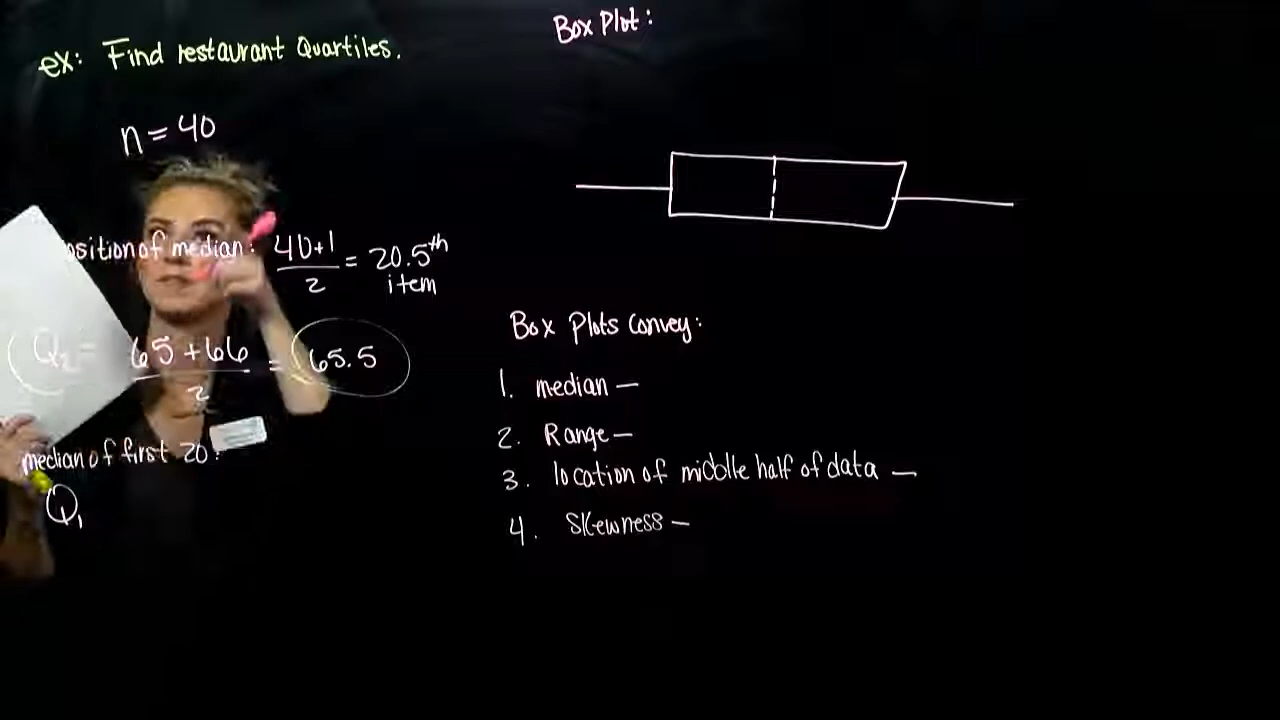 ex: Find restaurant Quartiles.
n = 40
ositionof median: 40+1 / 2 = 20.5th item
Q2 = 65 + 66 / 2 = 65.5
median of first 20:
Q1
Box Plot:
Box Plots Convey:
1. median —
2. Range —
3. location of middle half of data —
4. Skewness —